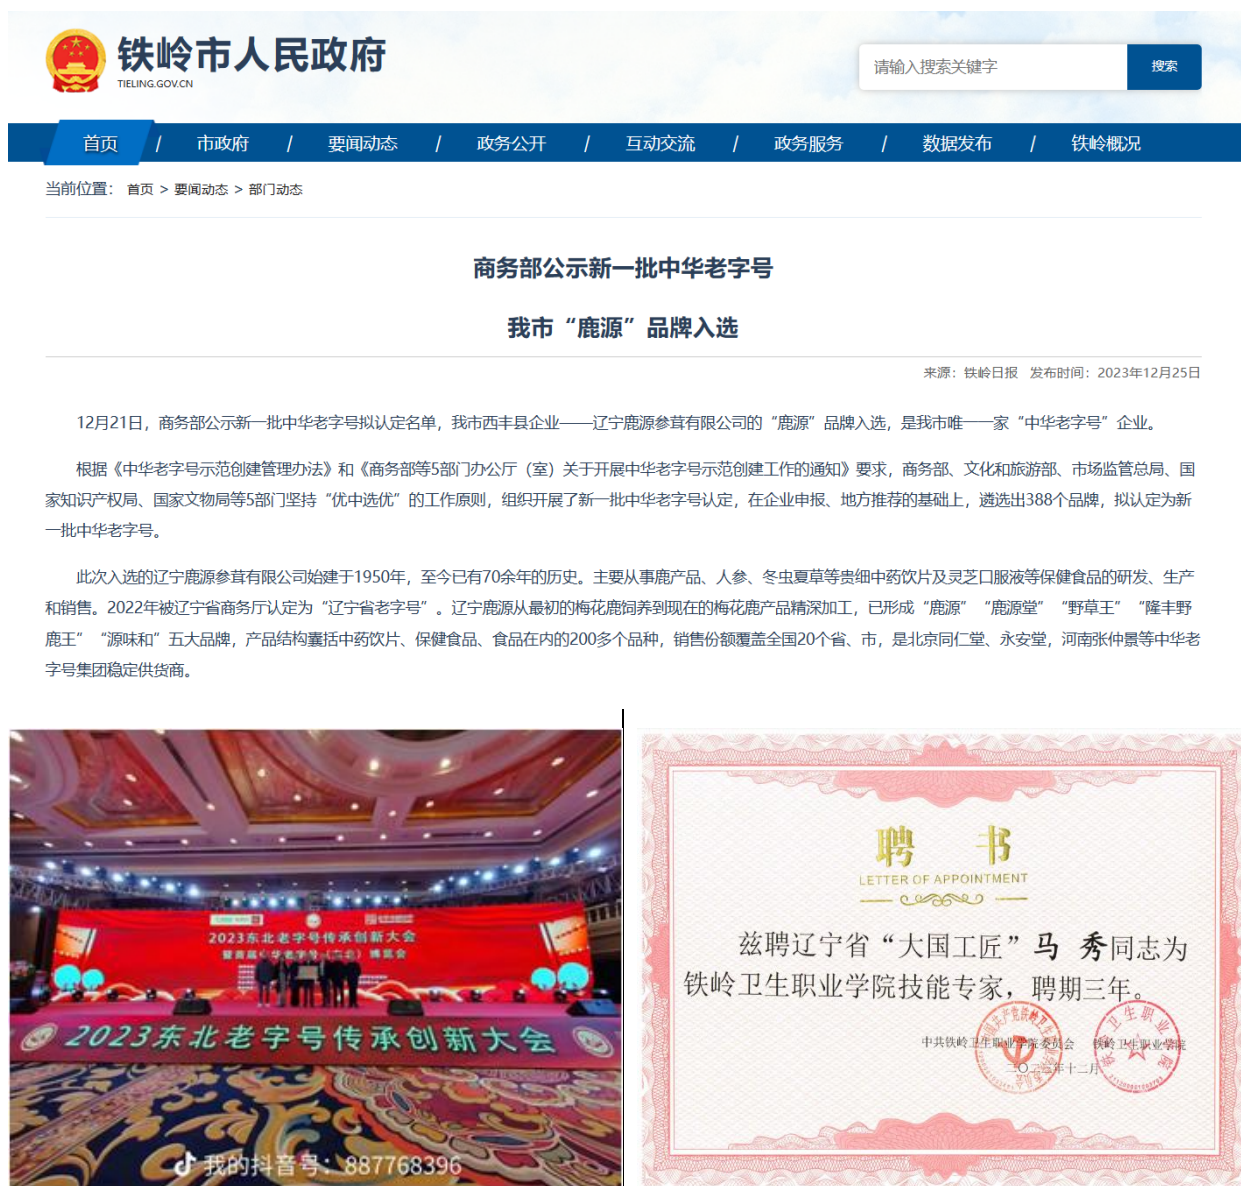 铁岭市人民政府
TIELING.GOV.CN
请输入搜索关键字
搜索
首页 / 市政府 / 要闻动态 / 政务公开 / 互动交流 / 政务服务 / 数据发布 / 铁岭概况
当前位置: 首页 > 要闻动态 > 部门动态
商务部公示新一批中华老字号
我市“鹿源”品牌入选
来源: 铁岭日报 发布时间: 2023年12月25日
12月21日，商务部公示新一批中华老字号拟认定名单，我市西丰县企业——辽宁鹿源参茸有限公司的“鹿源”品牌入选，是我市唯一一家“中华老字号”企业。
根据《中华老字号示范创建管理办法》和《商务部等5部门办公厅（室）关于开展中华老字号示范创建工作的通知》要求，商务部、文化和旅游部、市场监管总局、国
家知识产权局、国家文物局等5部门坚持“优中选优”的工作原则，组织开展了新一批中华老字号认定，在企业申报、地方推荐的基础上，遴选出388个品牌，拟认定为新
一批中华老字号。
此次入选的辽宁鹿源参茸有限公司始建于1950年，至今已有70余年的历史。主要从事鹿产品、人参、冬虫夏草等贵细中药饮片及灵芝口服液等保健食品的研发、生产
和销售。2022年被辽宁省商务厅认定为“辽宁省老字号”。辽宁鹿源从最初的梅花鹿饲养到现在的梅花鹿产品精深加工，已形成“鹿源”“鹿源堂”“野草王”“隆丰野
鹿王”“源味和”五大品牌，产品结构囊括中药饮片、保健食品、食品在内的200多个品种，销售份额覆盖全国20个省、市，是北京同仁堂、永安堂，河南张仲景等中华老
字号集团稳定供货商。
2023东北老字号传承创新大会
暨首届中华老字号（东北）博览会
2023东北老字号传承创新大会
我的抖音号：887768396
聘 书
LETTER OF APPOINTMENT
兹聘辽宁省“大国工匠”马 秀同志为
铁岭卫生职业学院技能专家，聘期三年。
中共铁岭卫生职业学院委员会 铁岭卫生职业学院
二〇二三年十二月